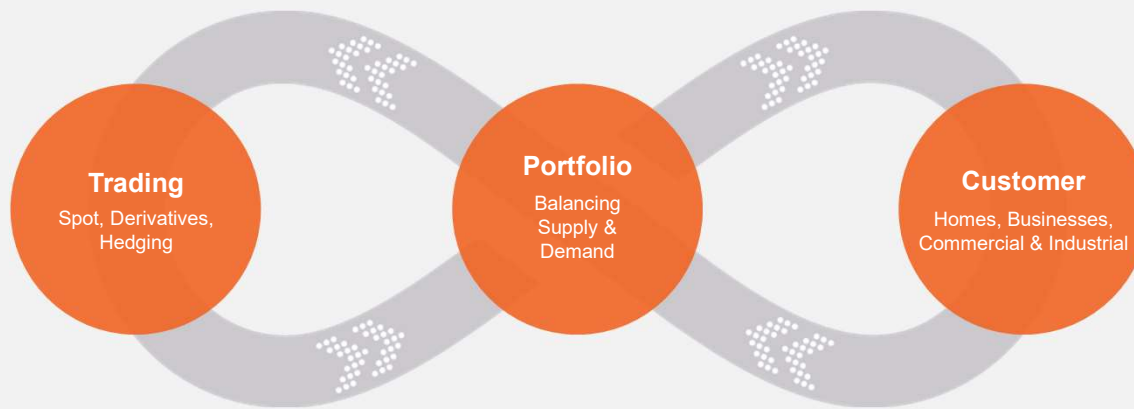 Trading
Spot, Derivatives,
Hedging
Portfolio
Balancing
Supply &
Demand
Customer
Homes, Businesses,
Commercial & Industrial